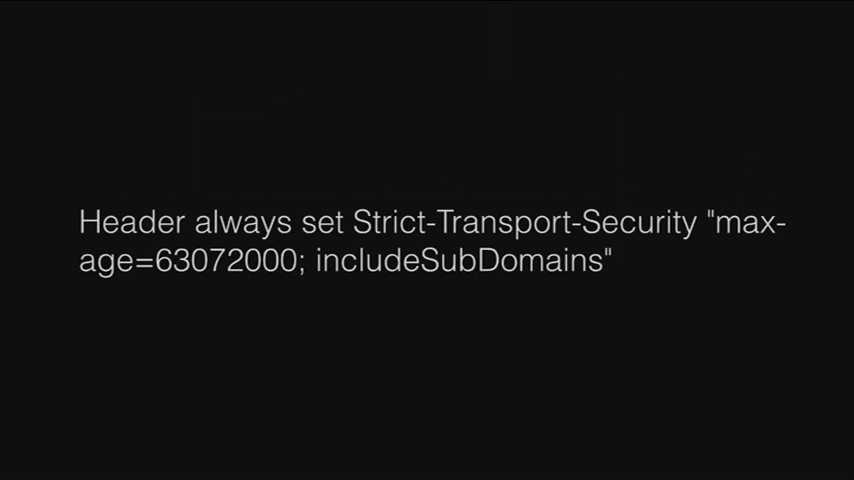 Header always set Strict-Transport-Security "max-
age=63072000; includeSubDomains"